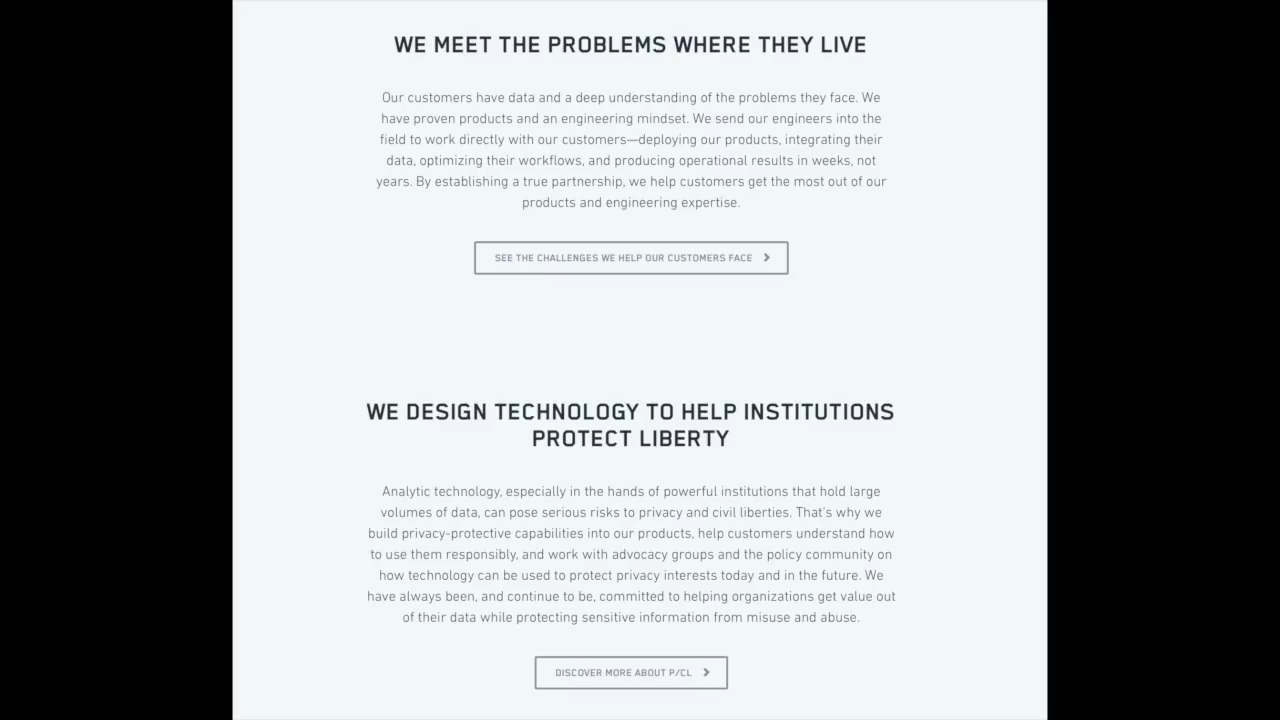 WE MEET THE PROBLEMS WHERE THEY LIVE
Our customers have data and a deep understanding of the problems they face. We
have proven products and an engineering mindset. We send our engineers into the
field to work directly with our customers—deploying our products, integrating their
data, optimizing their workflows, and producing operational results in weeks, not
years. By establishing a true partnership, we help customers get the most out of our
products and engineering expertise.
SEE THE CHALLENGES WE HELP OUR CUSTOMERS FACE
WE DESIGN TECHNOLOGY TO HELP INSTITUTIONS
PROTECT LIBERTY
Analytic technology, especially in the hands of powerful institutions that hold large
volumes of data, can pose serious risks to privacy and civil liberties. That's why we
build privacy-protective capabilities into our products, help customers understand how
to use them responsibly, and work with advocacy groups and the policy community on
how technology can be used to protect privacy interests today and in the future. We
have always been, and continue to be, committed to helping organizations get value out
of their data while protecting sensitive information from misuse and abuse.
DISCOVER MORE ABOUT P/CL